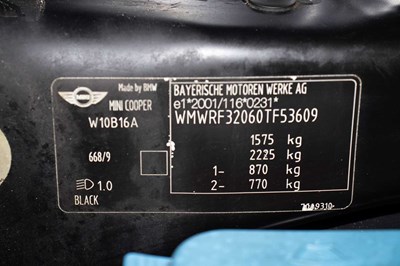 Made by BMW
MINI COOPER
W10B16A
668/9
1.0
BLACK
BAYERISCHE MOTOREN WERKE AG
e1*2001/116*0231*
WMWRF32060TF53609
1575 kg
2225 kg
1- 870 kg
2- 770 kg